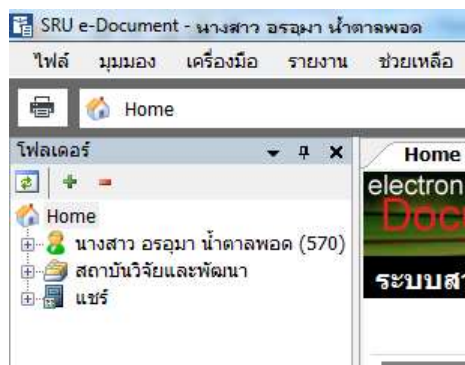 SRU e-Document - นางสาว อรอุมา น้ำตาลพอด
ไฟล์ มุมมอง เครื่องมือ รายงาน ช่วยเหลือ
Home
โฟลเดอร์
Home
electron
Docu
ระบบสา
Home
นางสาว อรอุมา น้ำตาลพอด (570)
สถาบันวิจัยและพัฒนา
แชร์